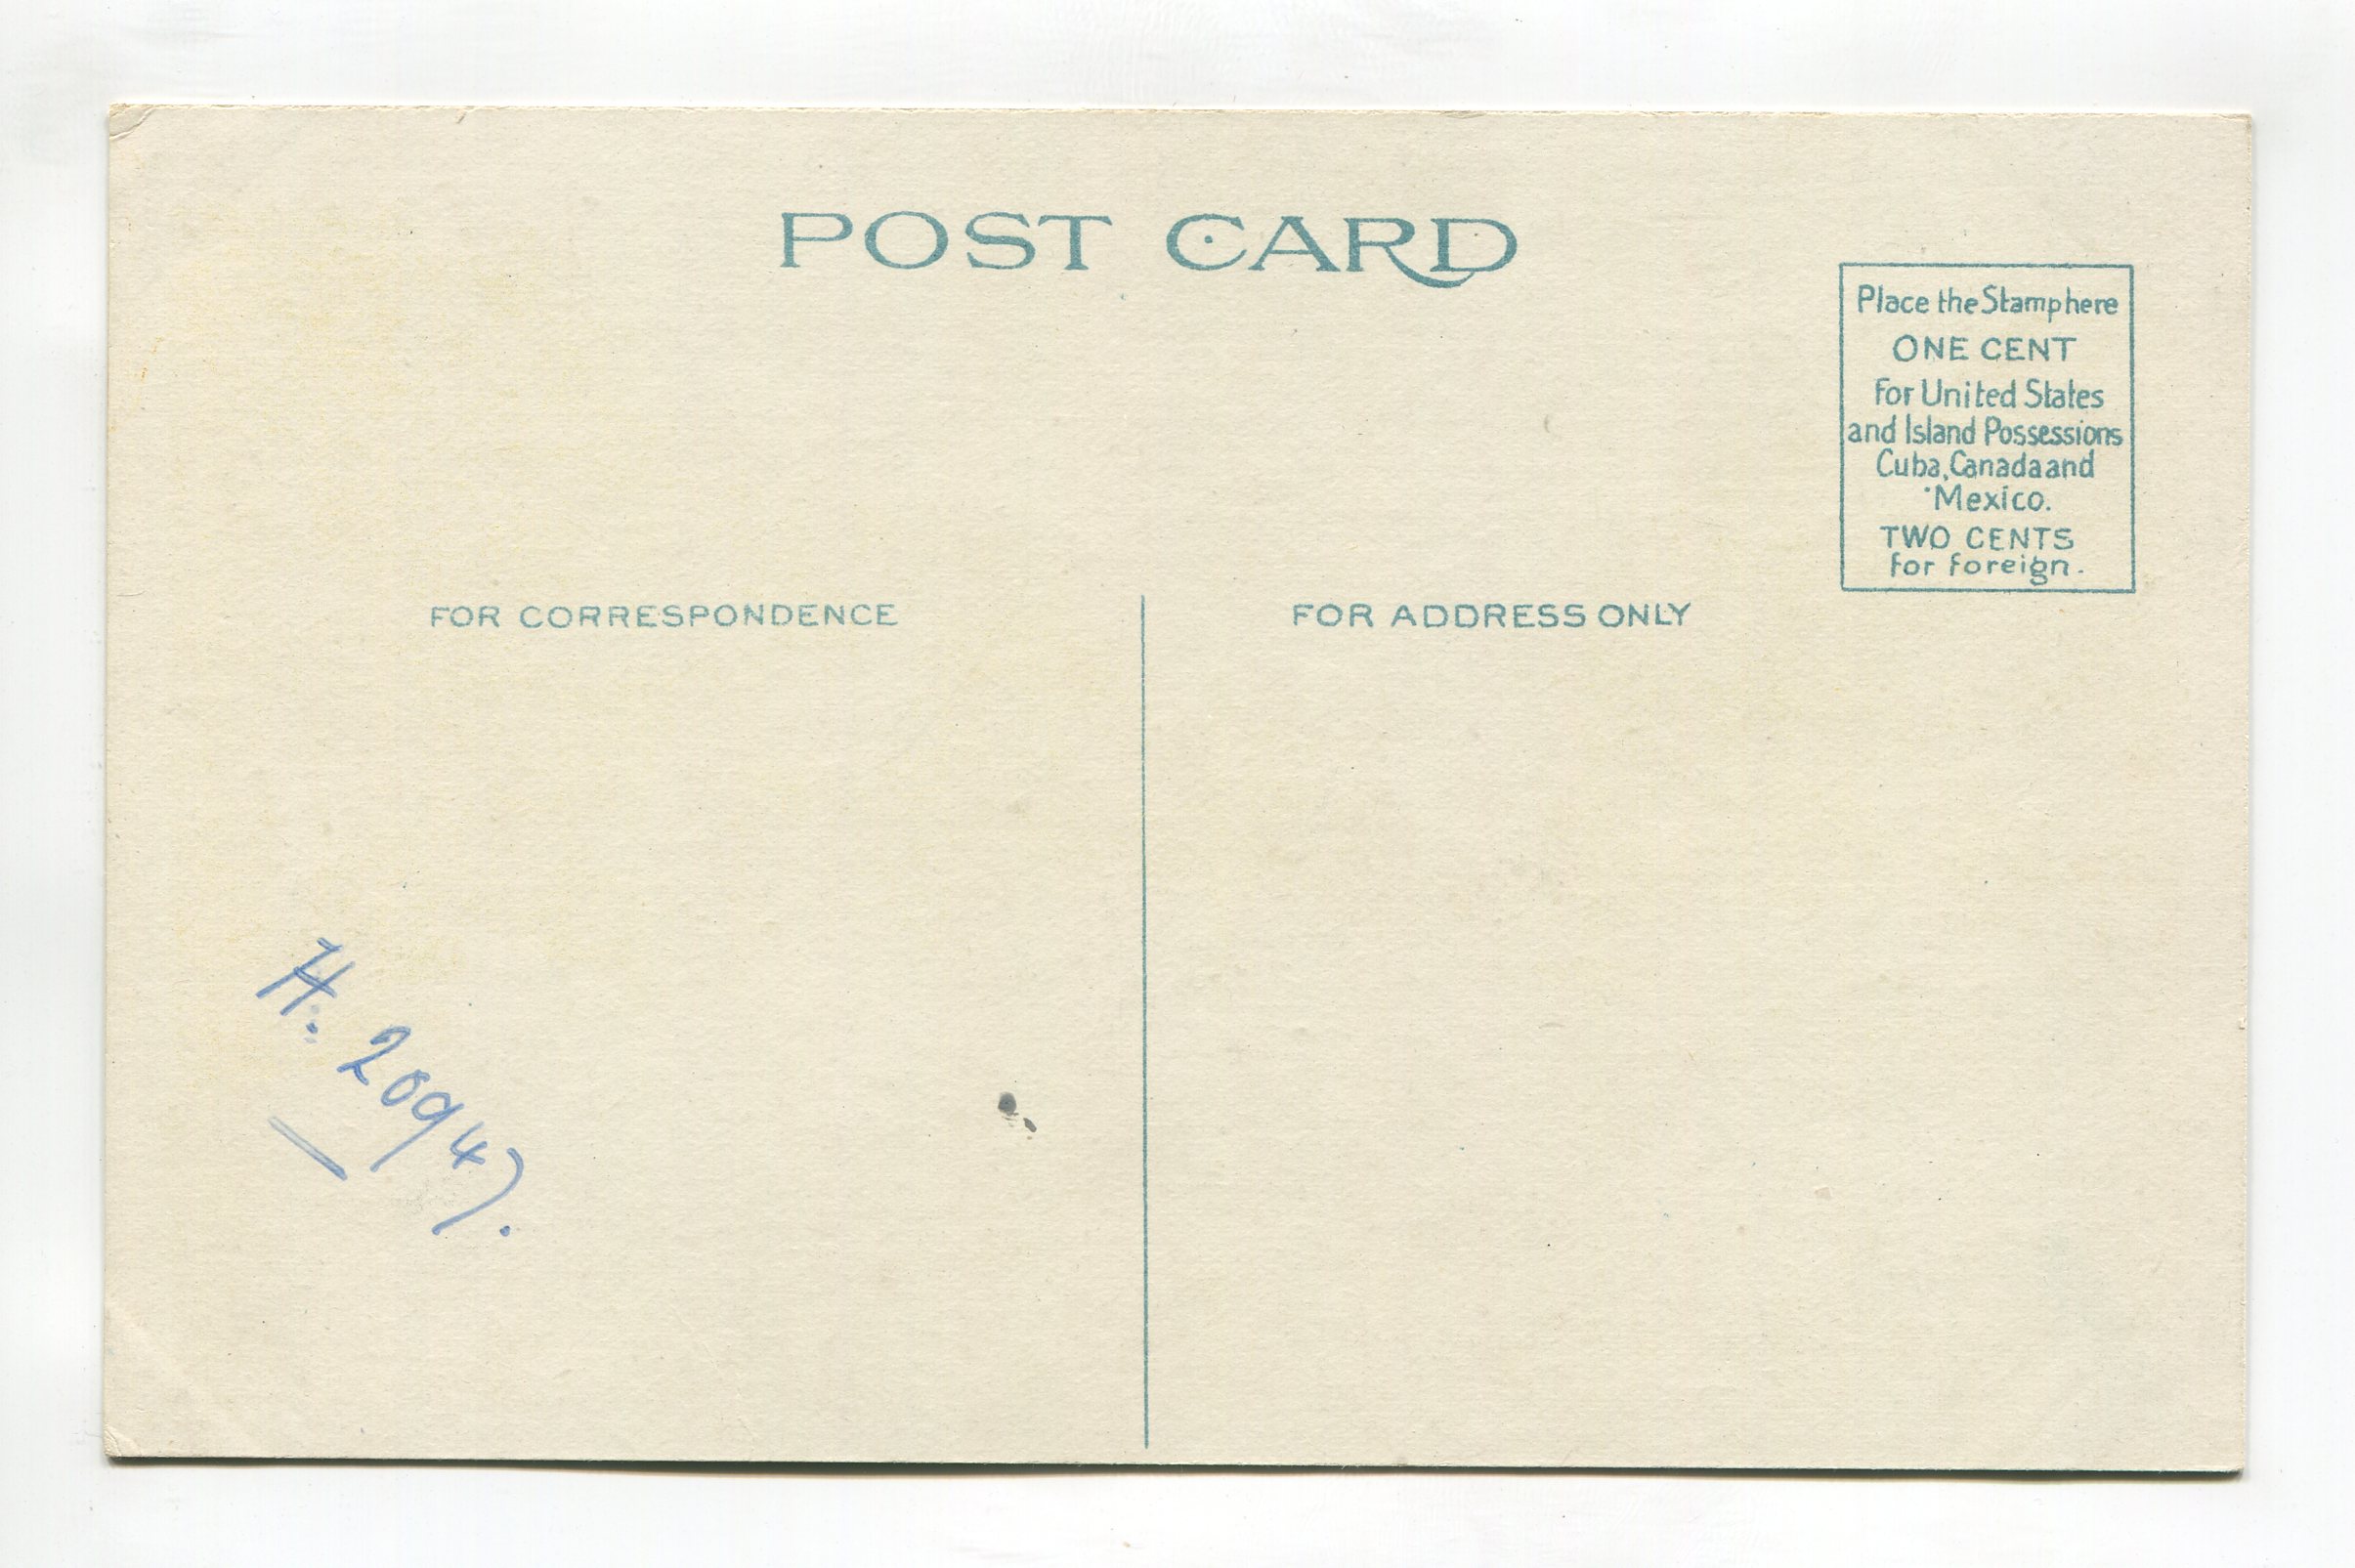 POST CARD
Place the Stamp here
ONE CENT
for United States
and Island Possessions
Cuba, Canada and
Mexico.
TWO CENTS
for foreign.
FOR CORRESPONDENCE
FOR ADDRESS ONLY
H. 20947.